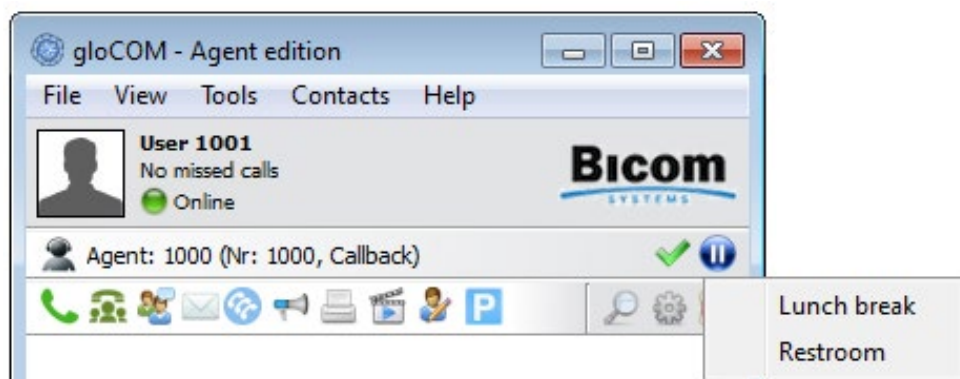 gloCOM - Agent edition
File View Tools Contacts Help
User 1001
No missed calls
Online
Bicom
SYSTEMS
Agent: 1000 (Nr: 1000, Callback)
P
Lunch break
Restroom